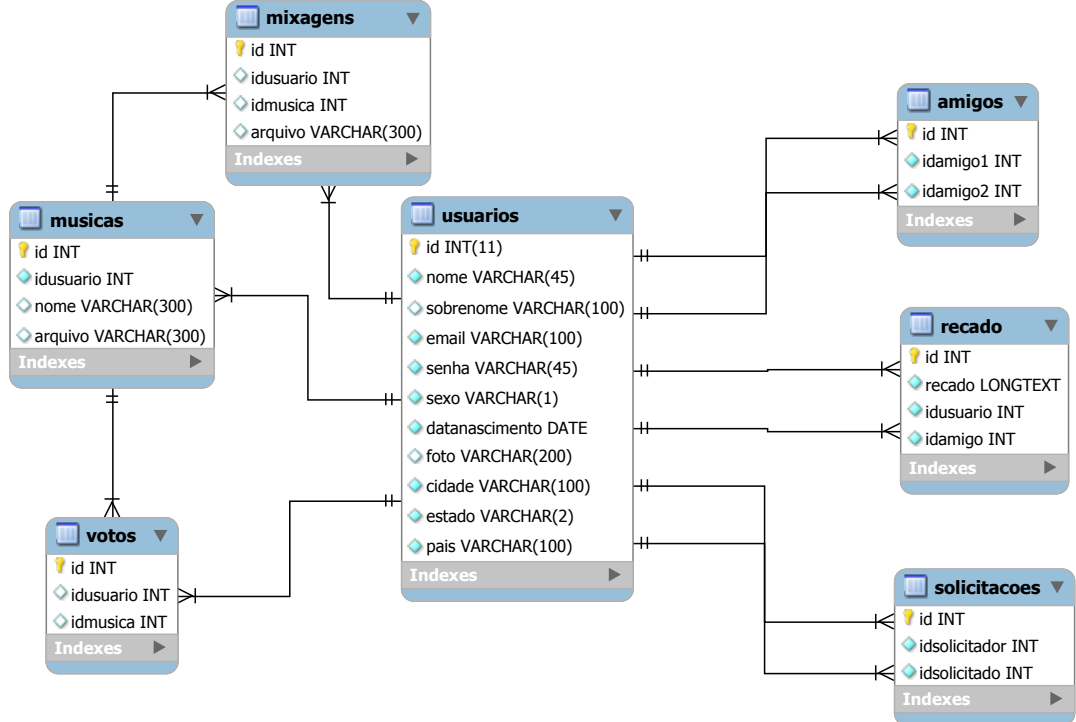 mixagens
id INT
idusuario INT
idmusica INT
arquivo VARCHAR(300)
Indexes
musicas
id INT
idusuario INT
nome VARCHAR(300)
arquivo VARCHAR(300)
Indexes
votos
id INT
idusuario INT
idmusica INT
Indexes
usuarios
id INT(11)
nome VARCHAR(45)
sobrenome VARCHAR(100)
email VARCHAR(100)
senha VARCHAR(45)
sexo VARCHAR(1)
datanascimento DATE
foto VARCHAR(200)
cidade VARCHAR(100)
estado VARCHAR(2)
pais VARCHAR(100)
Indexes
amigos
id INT
idamigo1 INT
idamigo2 INT
Indexes
recado
id INT
recado LONGTEXT
idusuario INT
idamigo INT
Indexes
solicitacoes
id INT
idsolicitador INT
idsolicitado INT
Indexes